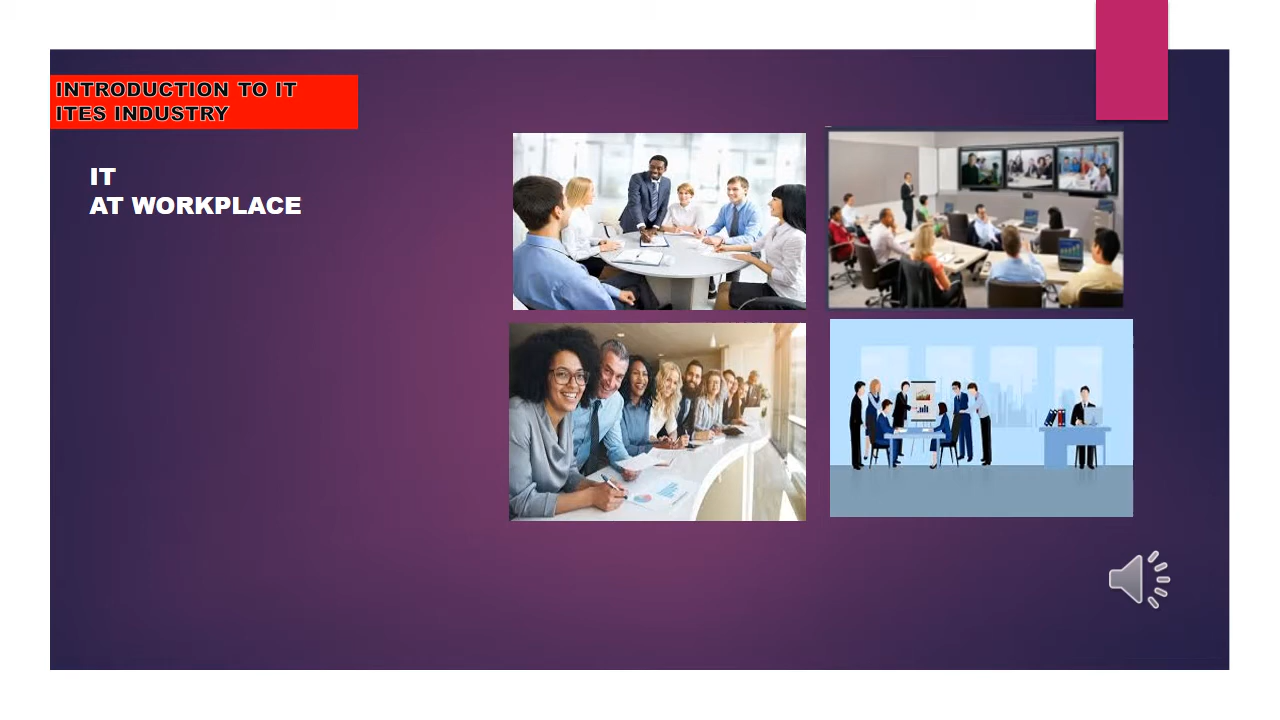 INTRODUCTION TO IT
ITES INDUSTRY
IT
AT WORKPLACE